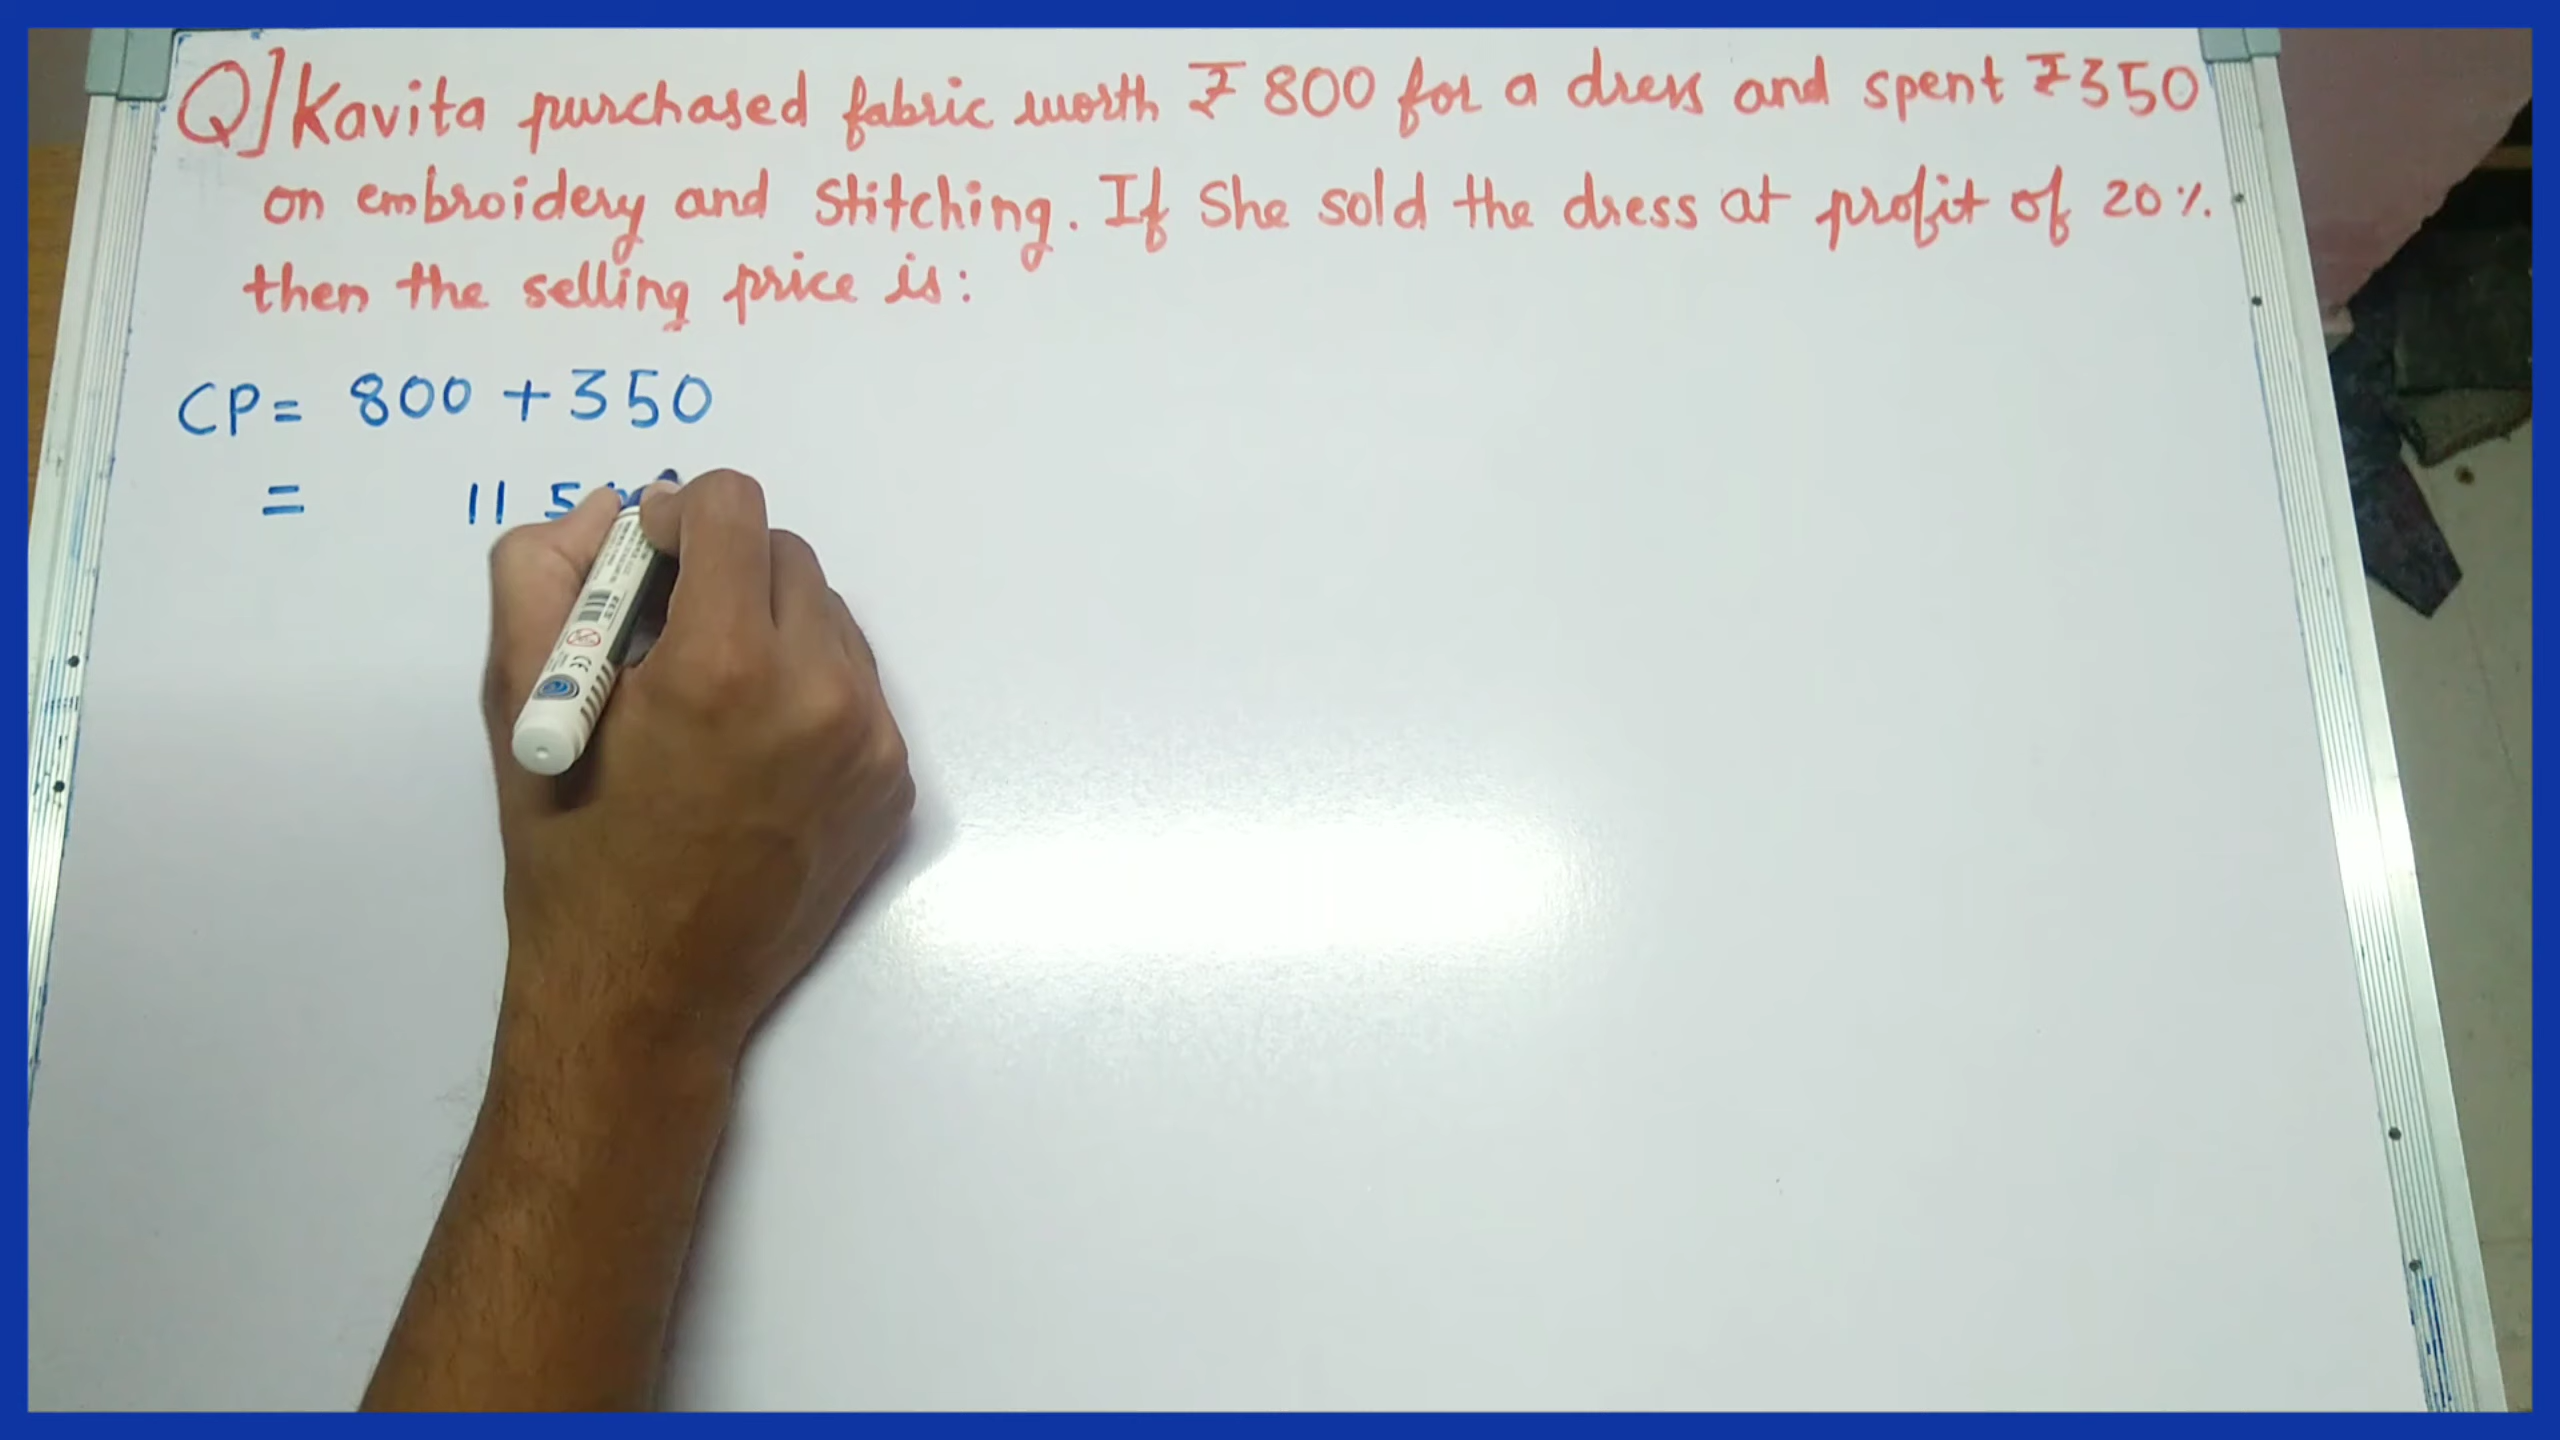 Q] Kavita purchased fabric worth ₹ 800 for a dress and spent ₹350
on embroidery and stitching. If she sold the dress at profit of 20%
then the selling price is:
CP = 800 + 350
= 115